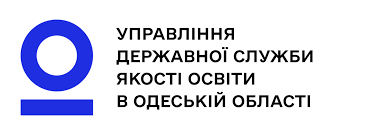 УПРАВЛІННЯ
ДЕРЖАВНОЇ СЛУЖБИ
ЯКОСТІ ОСВІТИ
В ОДЕСЬКІЙ ОБЛАСТІ